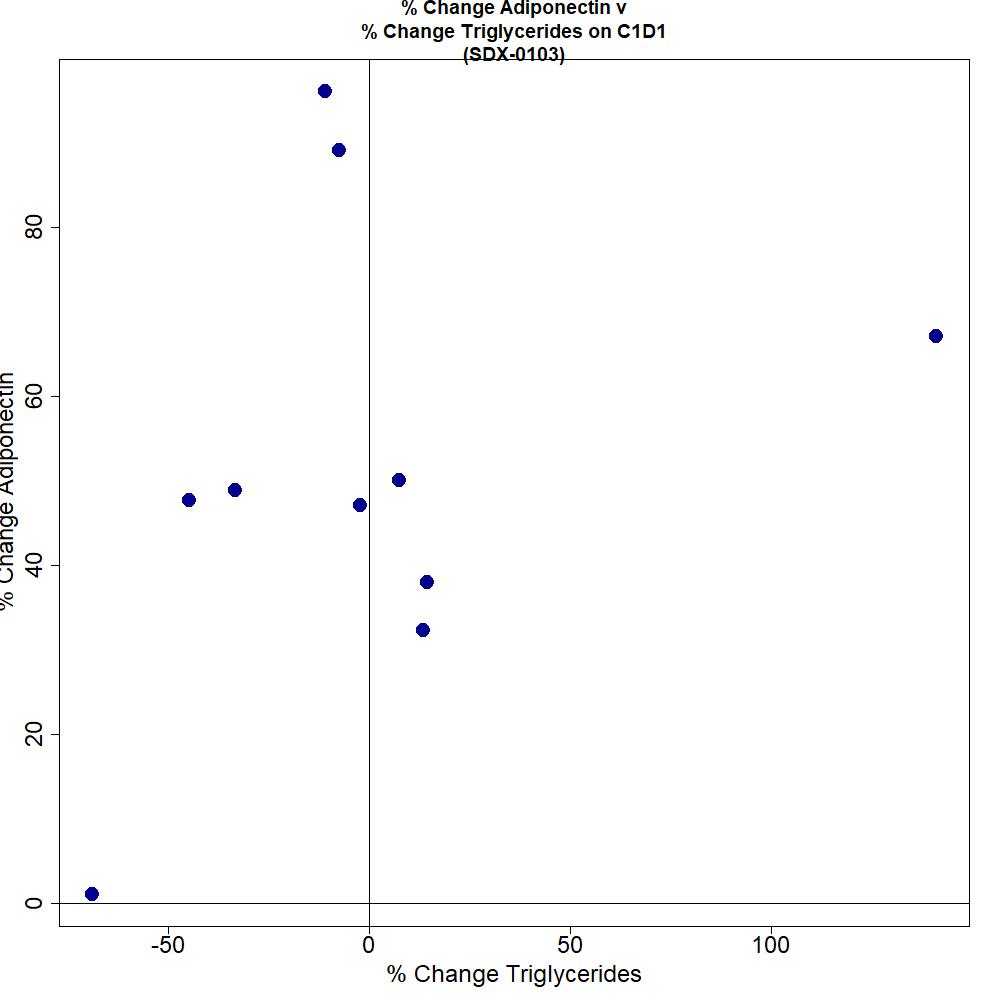 % Change Adiponectin v
% Change Triglycerides on C1D1
(SDX-0103)
% Change Adiponectin
80
60
40
20
0
-50
0
50
100
% Change Triglycerides